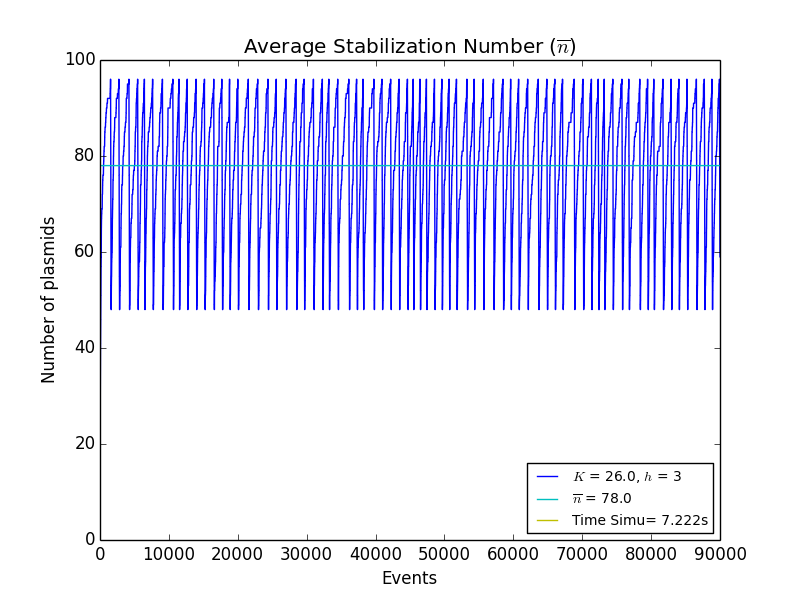 Average Stabilization Number (n̅)
100
80
60
40
20
0
Number of plasmids
0 10000 20000 30000 40000 50000 60000 70000 80000 90000
Events
K = 26.0, h = 3
n̅ = 78.0
Time Simu= 7.222s